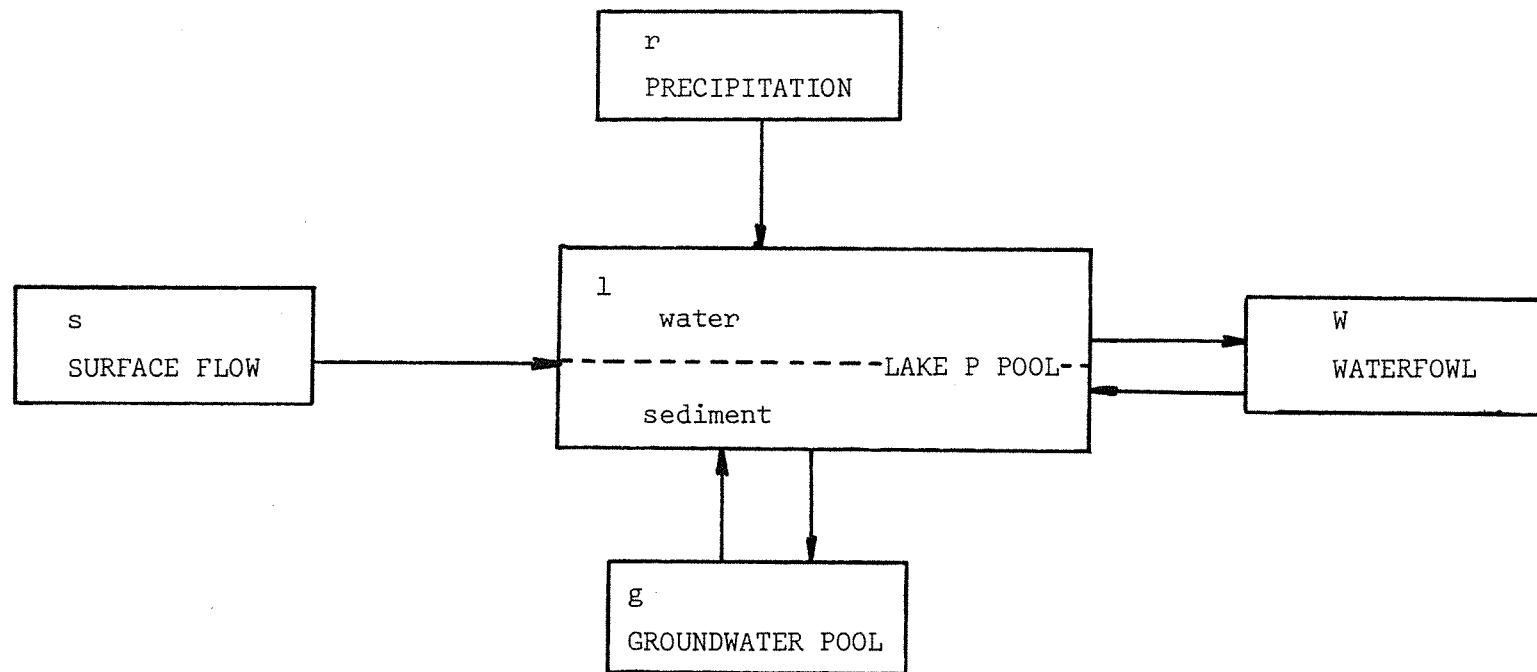 r
PRECIPITATION
s
SURFACE FLOW
l
water
LAKE P POOL
sediment
W
WATERFOWL
g
GROUNDWATER POOL